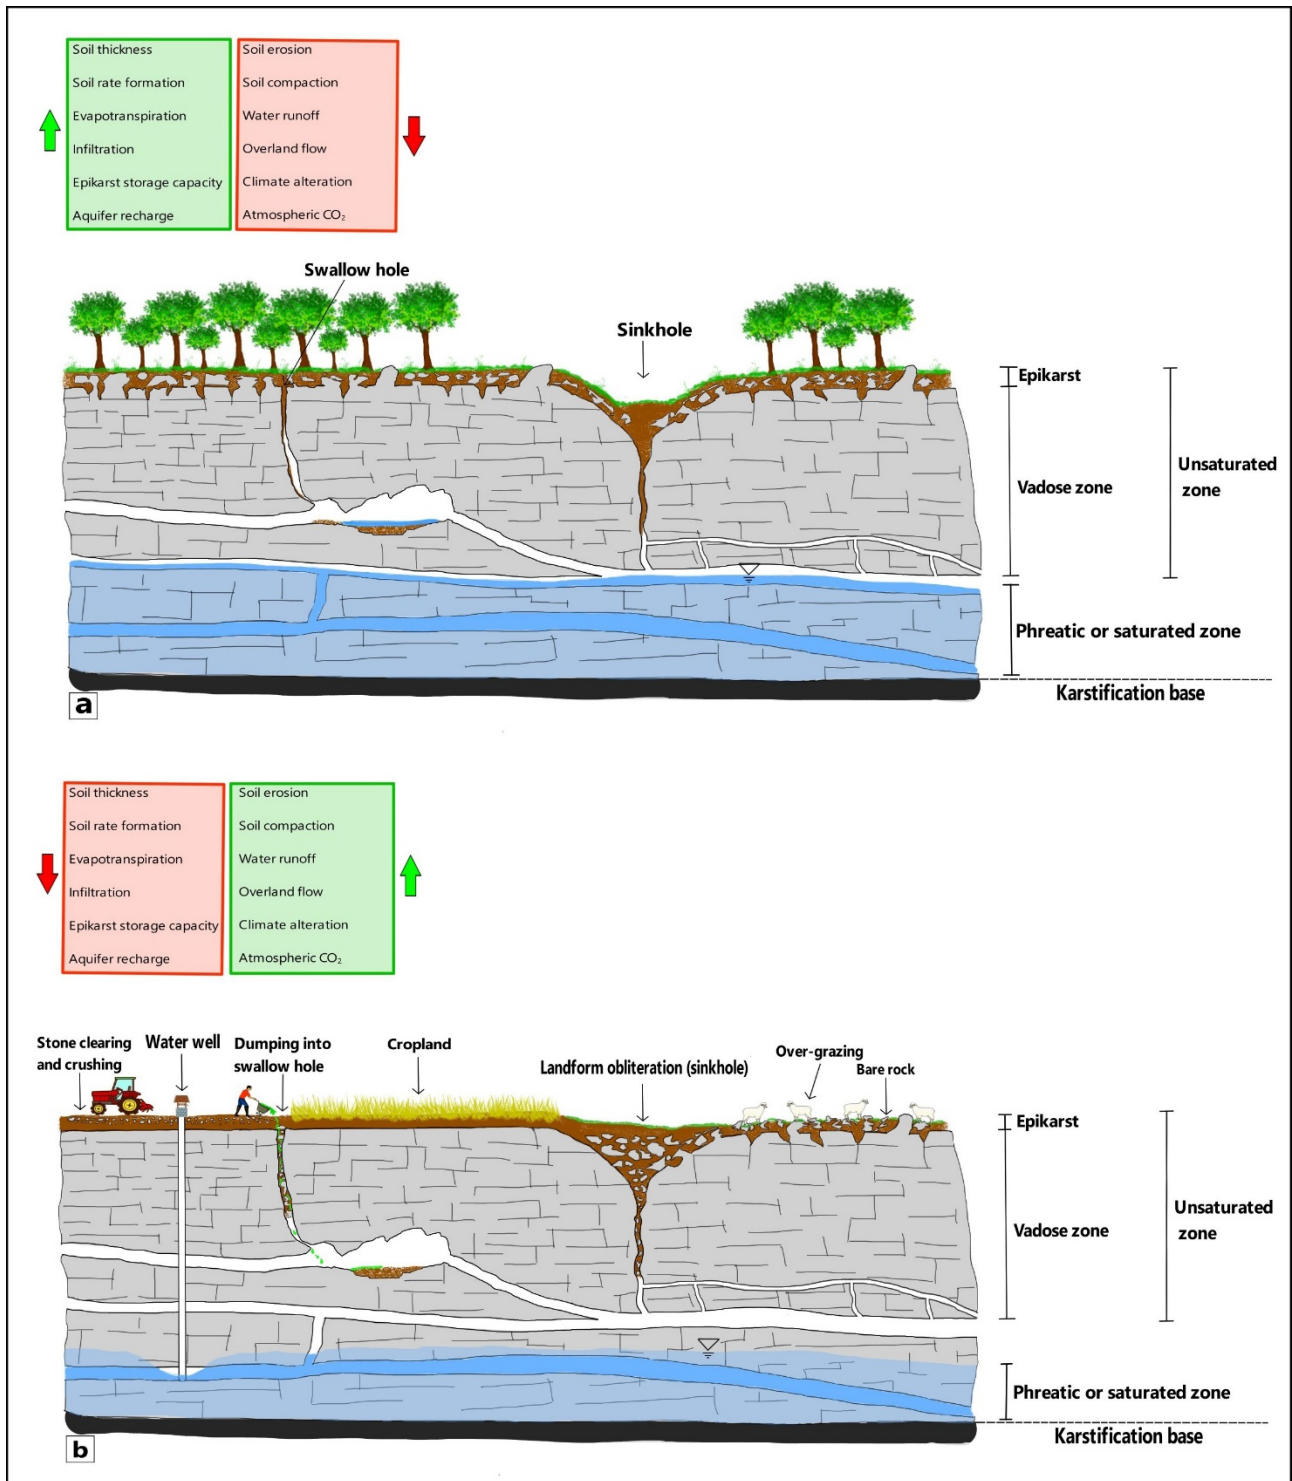 Soil thickness
Soil rate formation
Evapotranspiration
Infiltration
Epikarst storage capacity
Aquifer recharge
Soil erosion
Soil compaction
Water runoff
Overland flow
Climate alteration
Atmospheric CO₂
Swallow hole
Sinkhole
Epikarst
Vadose zone
Unsaturated
zone
Phreatic or saturated zone
Karstification base
a
Soil thickness
Soil rate formation
Evapotranspiration
Infiltration
Epikarst storage capacity
Aquifer recharge
Soil erosion
Soil compaction
Water runoff
Overland flow
Climate alteration
Atmospheric CO₂
Stone clearing
and crushing
Water well
Dumping into
swallow hole
Cropland
Landform obliteration (sinkhole)
Over-grazing
Bare rock
Epikarst
Vadose zone
Unsaturated
zone
Phreatic or saturated zone
Karstification base
b